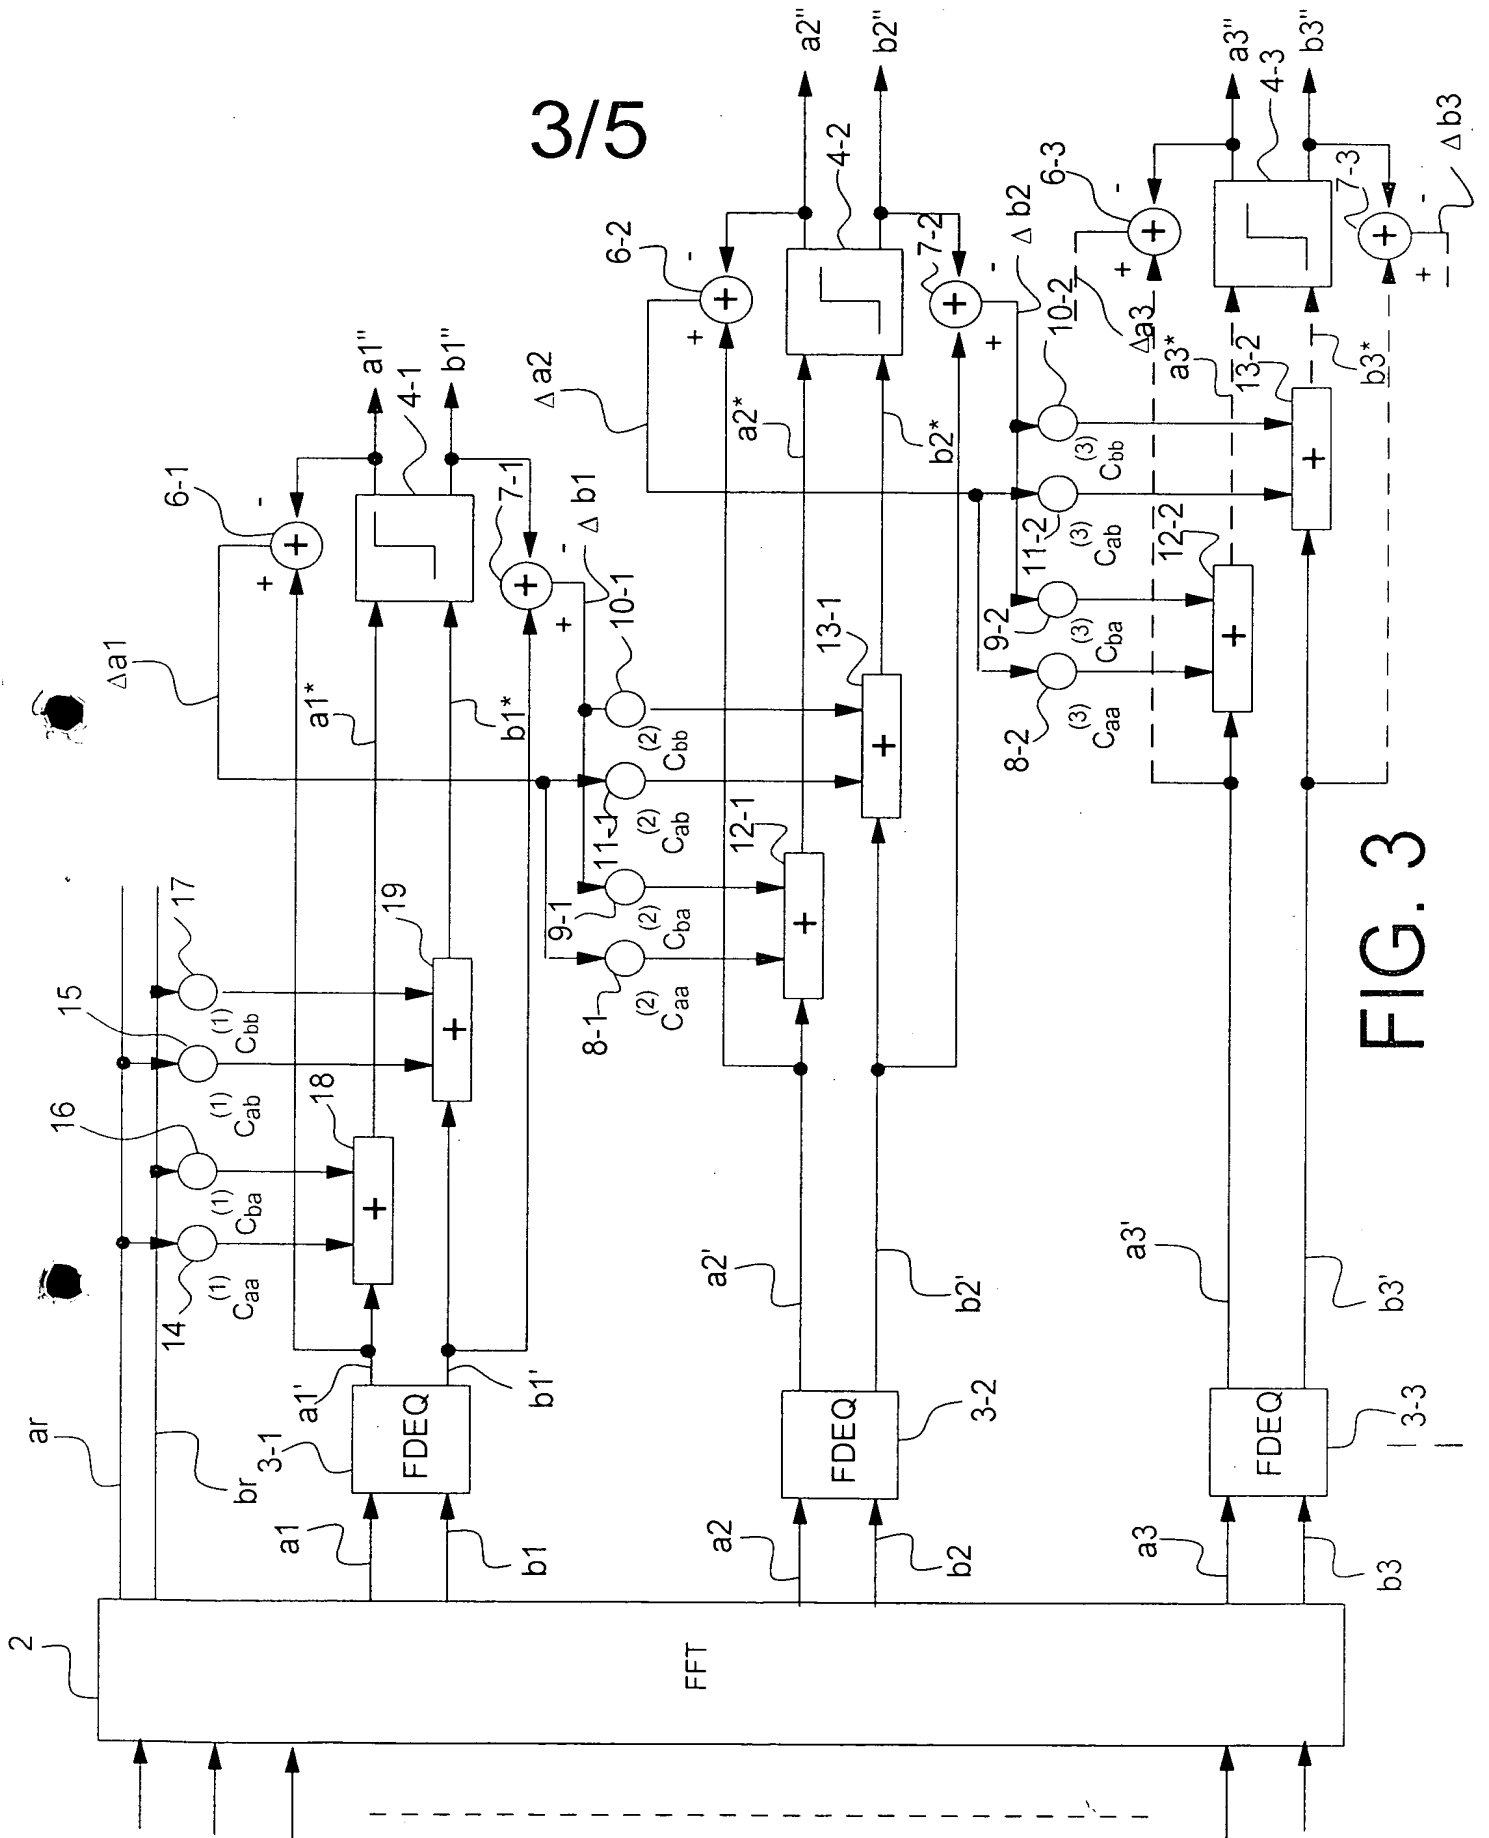 3/5
2
FFT
ar
br
14
16
15
17
(1)
Caa
(1)
Cba
(1)
Cab
(1)
Cbb
18
19
a1
b1
3-1
FDEQ
a1'
b1'
a1*
b1*
Δa1
6-1
+
-
+
+
+
4-1
a1"
b1"
7-1
+
+
-
Δ b1
8-1
9-1
11-1
10-1
(2)
Caa
(2)
Cba
(2)
Cab
(2)
Cbb
12-1
13-1
+
+
a2
b2
FDEQ
3-2
a2'
b2'
a2*
b2*
Δ a2
6-2
+
-
+
4-2
a2"
b2"
7-2
+
+
-
Δ b2
8-2
9-2
11-2
10-2
(3)
Caa
(3)
Cba
(3)
Cab
(3)
Cbb
12-2
13-2
+
+
a3
b3
FDEQ
3-3
a3'
b3'
a3*
b3*
Δa3
6-3
+
-
+
4-3
a3"
b3"
7-3
+
+
-
Δ b3
FIG. 3